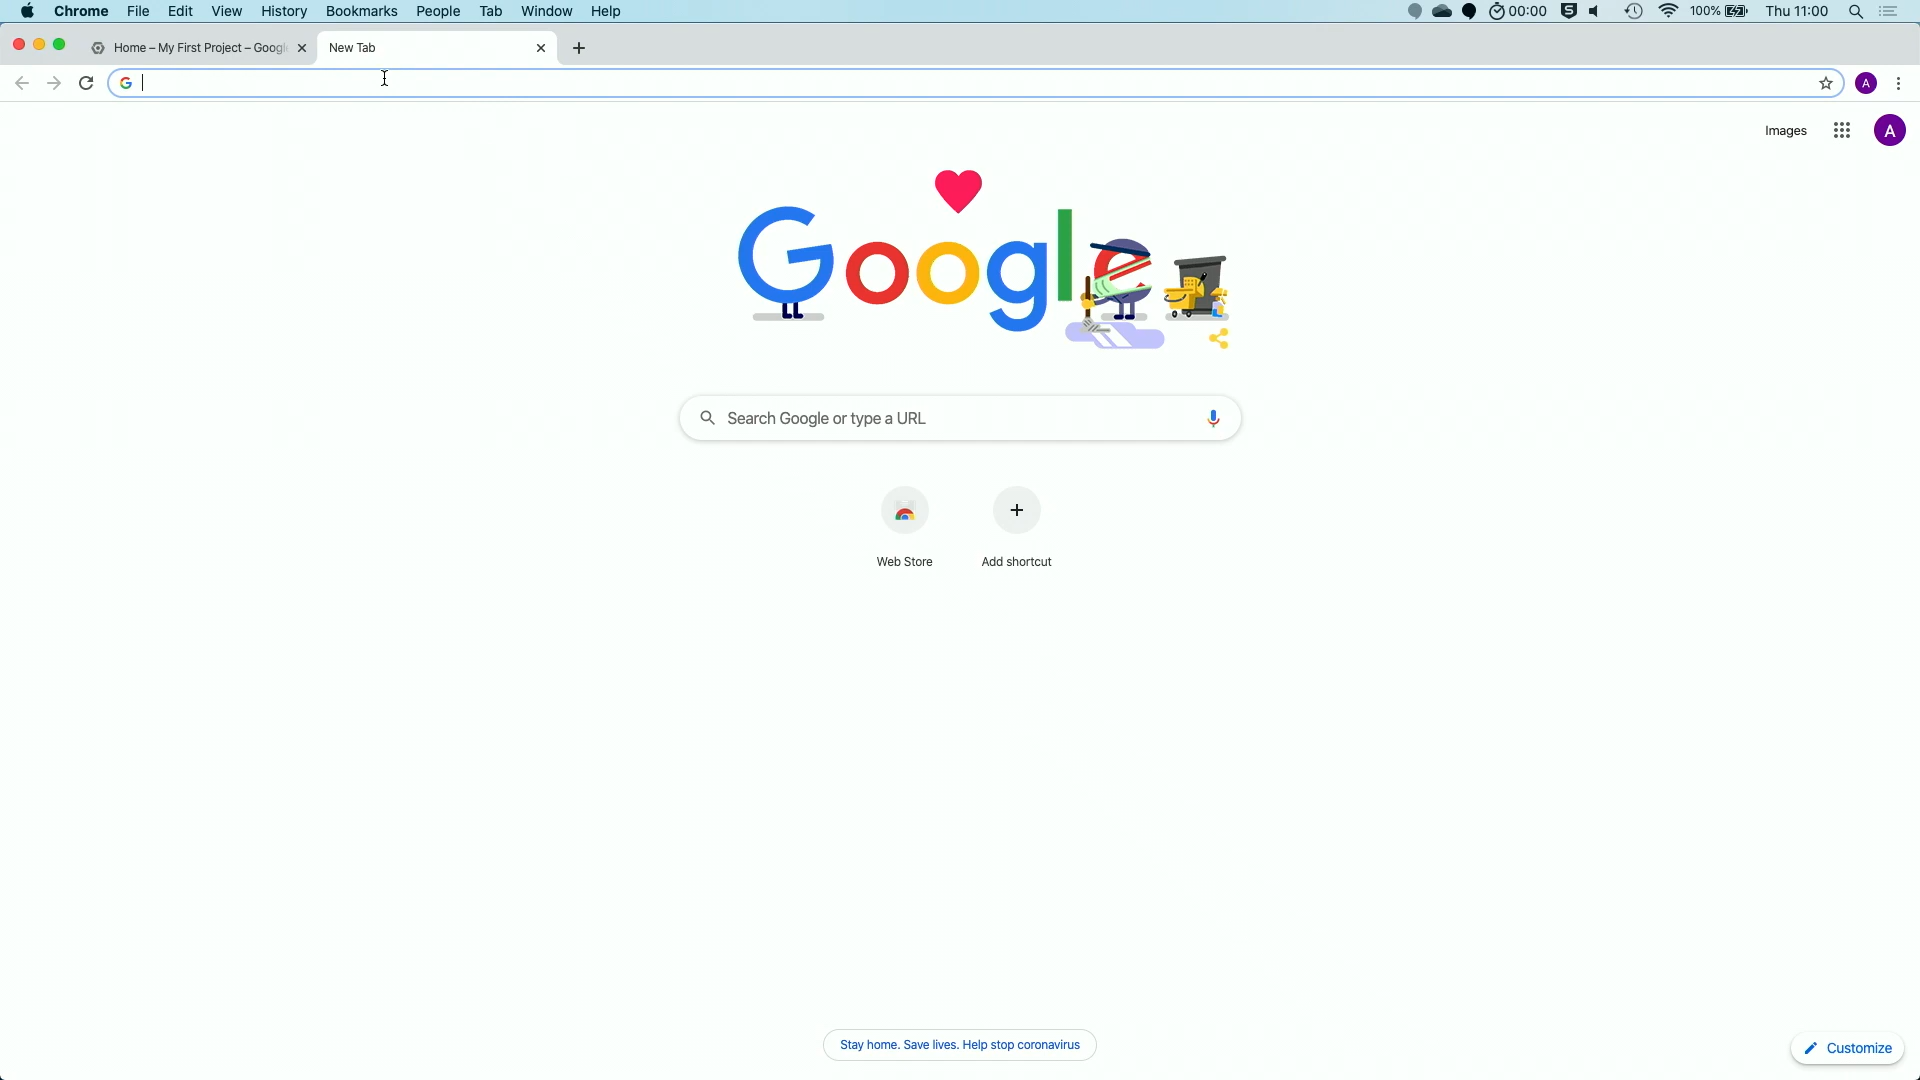 Chrome File Edit View History Bookmarks People Tab Window Help 00:00 100% Thu 11:00
Home – My First Project – Googl New Tab
G A
Images A
Google
Search Google or type a URL
Web Store Add shortcut
Stay home. Save lives. Help stop coronavirus
Customize